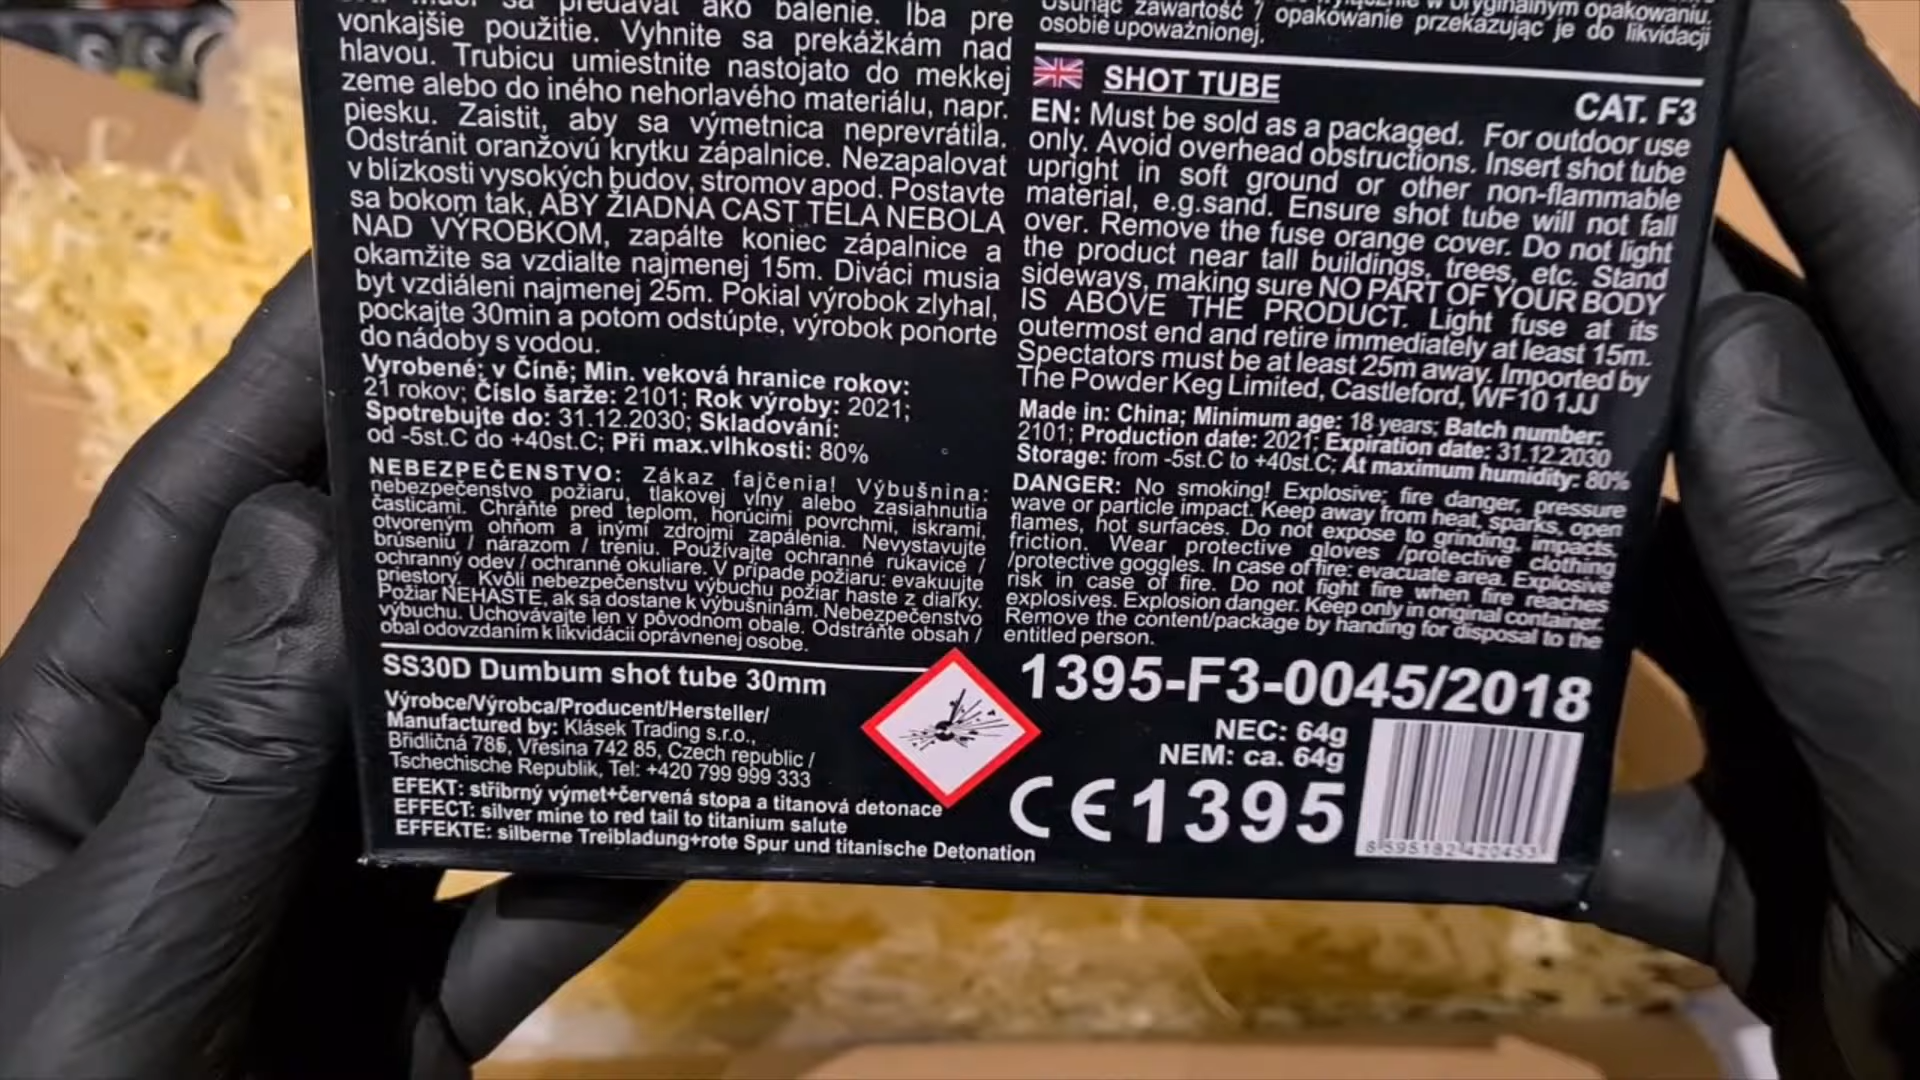 predávať ako balenie. Iba pre
vonkajšie použitie. Vyhnite sa prekážkám nad
hlavou. Trubicu umiestnite nastojato do mekkej
zeme alebo do iného nehorlavého materiálu, napr.
piesku. Zaistit, aby sa výmetnica neprevrátila.
Odstránit oranžovú krytku zápalnice. Nezapalovat
v blízkosti vysokých budov, stromov apod. Postavte
sa bokom tak, ABY ŽIADNA CAST TELA NEBOLA
NAD VÝROBKOM, zapálte koniec zápalnice a
okamžite sa vzdialte najmenej 15m. Diváci musia
byt vzdiáleni najmenej 25m. Pokial výrobok zlyhal,
pockajte 30min a potom odstúpte, výrobok ponorte
do nádoby s vodou.
Vyrobené: v Číně; Min. veková hranice rokov:
21 rokov; Číslo šarže: 2101; Rok výroby: 2021;
Spotrebujte do: 31.12.2030; Skladování:
od -5st.C do +40st.C; Při max.vlhkosti: 80%
NEBEZPEČENSTVO: Zákaz fajčenia! Výbušnina:
nebezpečenstvo požiaru, tlakovej vlny alebo zasiahnutia
časticami. Chráňte pred teplom, horúcimi povrchmi, iskrami,
otvoreným ohňom a inými zdrojmi zapálenia. Nevystavujte
brúseniu / nárazom / treniu. Používajte ochranné rukavice /
ochranný odev / ochranné okuliare. V prípade požiaru: evakuujte
priestory. Kvôli nebezpečenstvu výbuchu požiar haste z diaľky.
Požiar NEHASTE, ak sa dostane k výbušninám. Nebezpečenstvo
výbuchu. Uchovávajte len v pôvodnom obale. Odstráňte obsah /
obal odovzdaním k likvidácii oprávnenej osobe.
SS30D Dumbum shot tube 30mm
Výrobce/Výrobca/Producent/Hersteller/
Manufactured by: Klásek Trading s.r.o.,
Břidličná 785, Vřesina 742 85, Czech republic /
Tschechische Republik, Tel: +420 799 999 333
EFEKT: stříbrný výmet+červená stopa a titanová detonace
EFFECT: silver mine to red tail to titanium salute
EFFEKTE: silberne Treibladung+rote Spur und titanische Detonation
w oryginalnym opakowaniu.
Usunąc zawartość / opakowanie przekazując je do likvidacji
osobie upoważnionej.
SHOT TUBE
CAT. F3
EN: Must be sold as a packaged. For outdoor use
only. Avoid overhead obstructions. Insert shot tube
upright in soft ground or other non-flammable
material, e.g.sand. Ensure shot tube will not fall
over. Remove the fuse orange cover. Do not light
the product near tall buildings, trees, etc. Stand
sideways, making sure NO PART OF YOUR BODY
IS ABOVE THE PRODUCT. Light fuse at its
outermost end and retire immediately at least 15m.
Spectators must be at least 25m away. Imported by
The Powder Keg Limited, Castleford, WF10 1JJ
Made in: China; Minimum age: 18 years; Batch number:
2101; Production date: 2021; Expiration date: 31.12.2030
Storage: from -5st.C to +40st.C; At maximum humidity: 80%
DANGER: No smoking! Explosive; fire danger, pressure
wave or particle impact. Keep away from heat, sparks, open
flames, hot surfaces. Do not expose to grinding, impacts,
friction. Wear protective gloves /protective clothing
/protective goggles. In case of fire: evacuate area. Explosive
risk in case of fire. Do not fight fire when fire reaches
explosives. Explosion danger. Keep only in original container.
Remove the content/package by handing for disposal to the
entitled person.
1395-F3-0045/2018
NEC: 64g
NEM: ca. 64g
CE1395
8 595182 420453